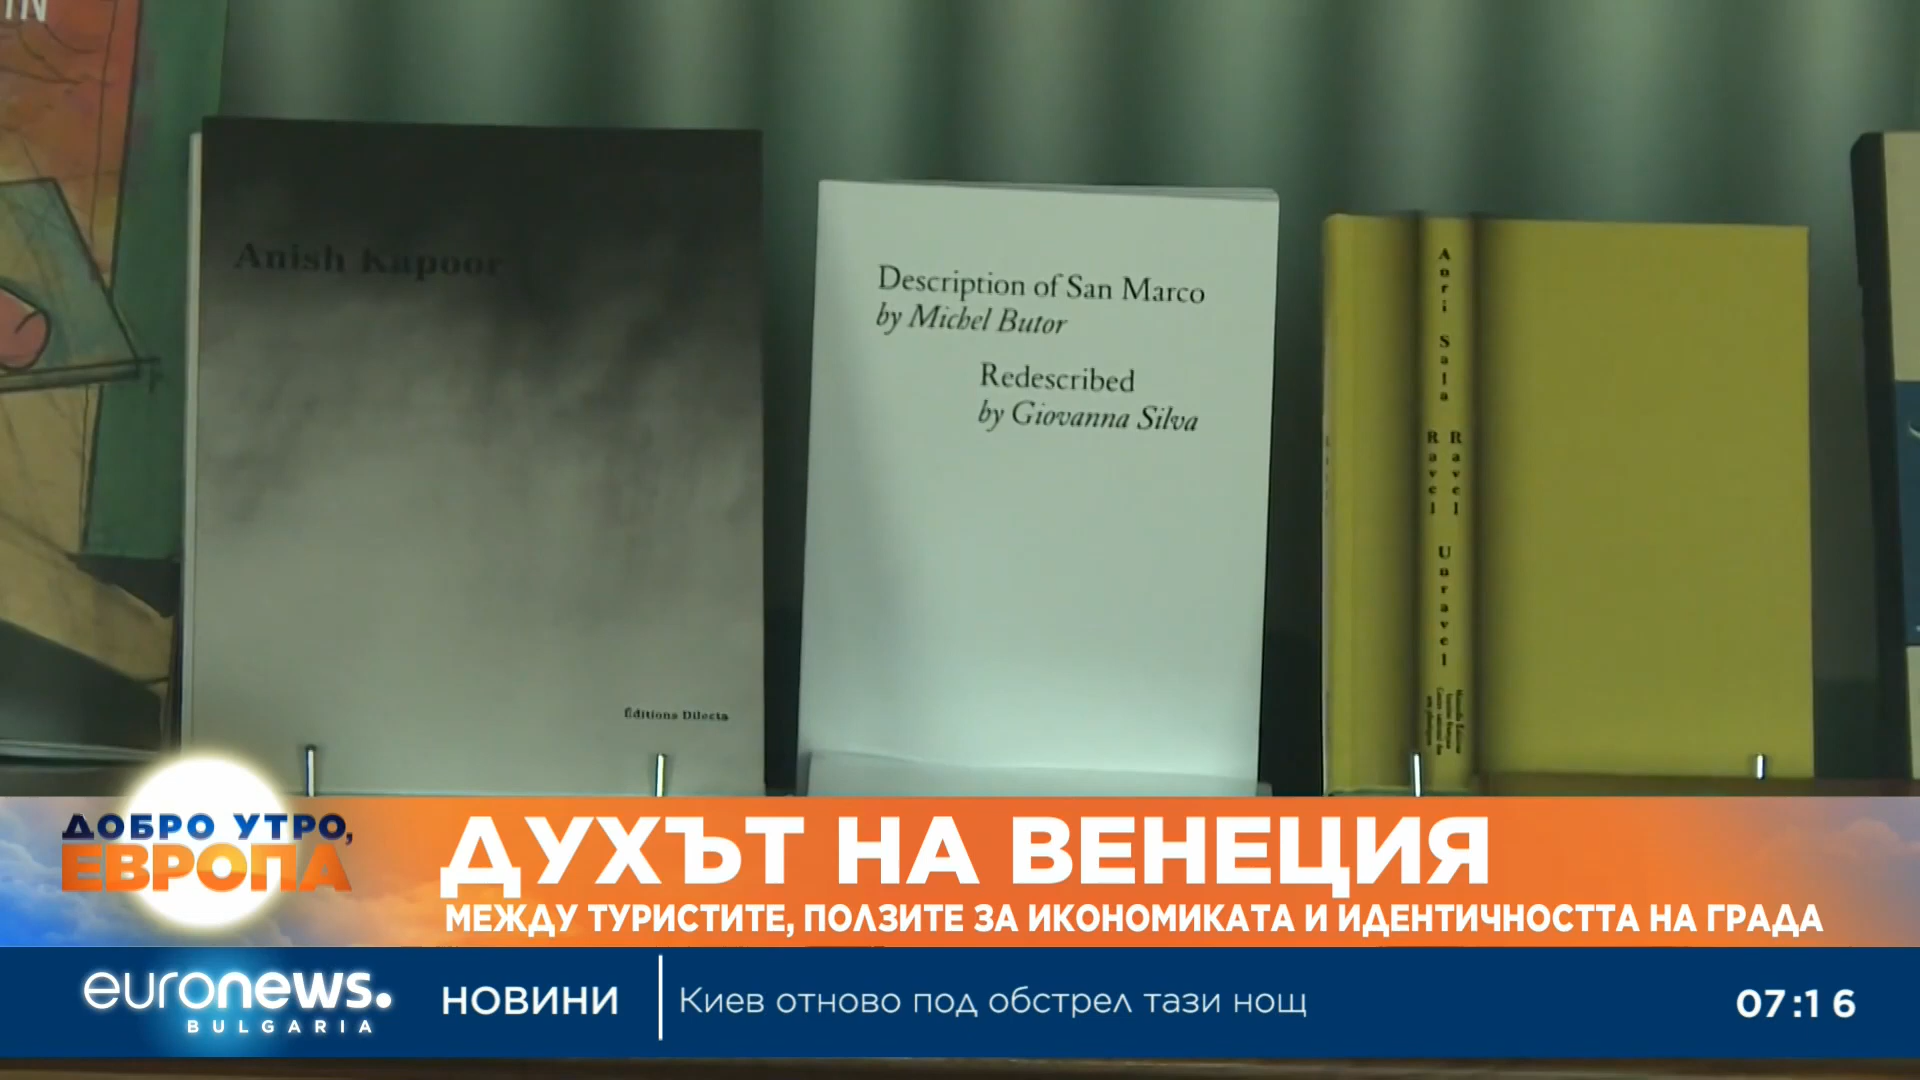 IN
Anish Kapoor
Éditions Dilecta
Description of San Marco
by Michel Butor
Redescribed
by Giovanna Silva
Anri Sala
Ravel
Ravel
Unravel
ДОБРО УТРО,
ЕВРОПА
ДУХЪТ НА ВЕНЕЦИЯ
МЕЖДУ ТУРИСТИТЕ, ПОЛЗИТЕ ЗА ИКОНОМИКАТА И ИДЕНТИЧНОСТТА НА ГРАДА
euronews.
BULGARIA
НОВИНИ
Киев отново под обстрел тази нощ
07:16